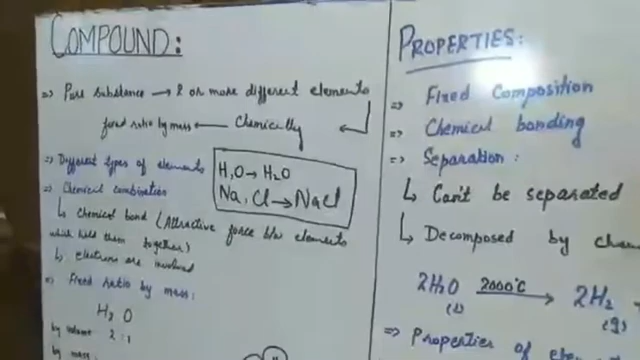 COMPOUND:
⇒ Pure substance → 2 or more different elements
fixed ratio by mass ← Chemically ←
⇒ Different types of elements
H,O → H2O
Na, Cl → NaCl
⇒ Chemical combination
↳ Chemical bond (Attractive force b/w elements
which hold them together)
↳ electrons are involved
⇒ Fixed ratio by mass:
H2 O
by volume 2:1
by mass:
PROPERTIES:
⇒ Fixed Composition
⇒ Chemical bonding
⇒ Separation:
↳ Can't be separated
↳ Decomposed by
2H2O 2000°C → 2H2
(l) (g)
⇒ Properties of